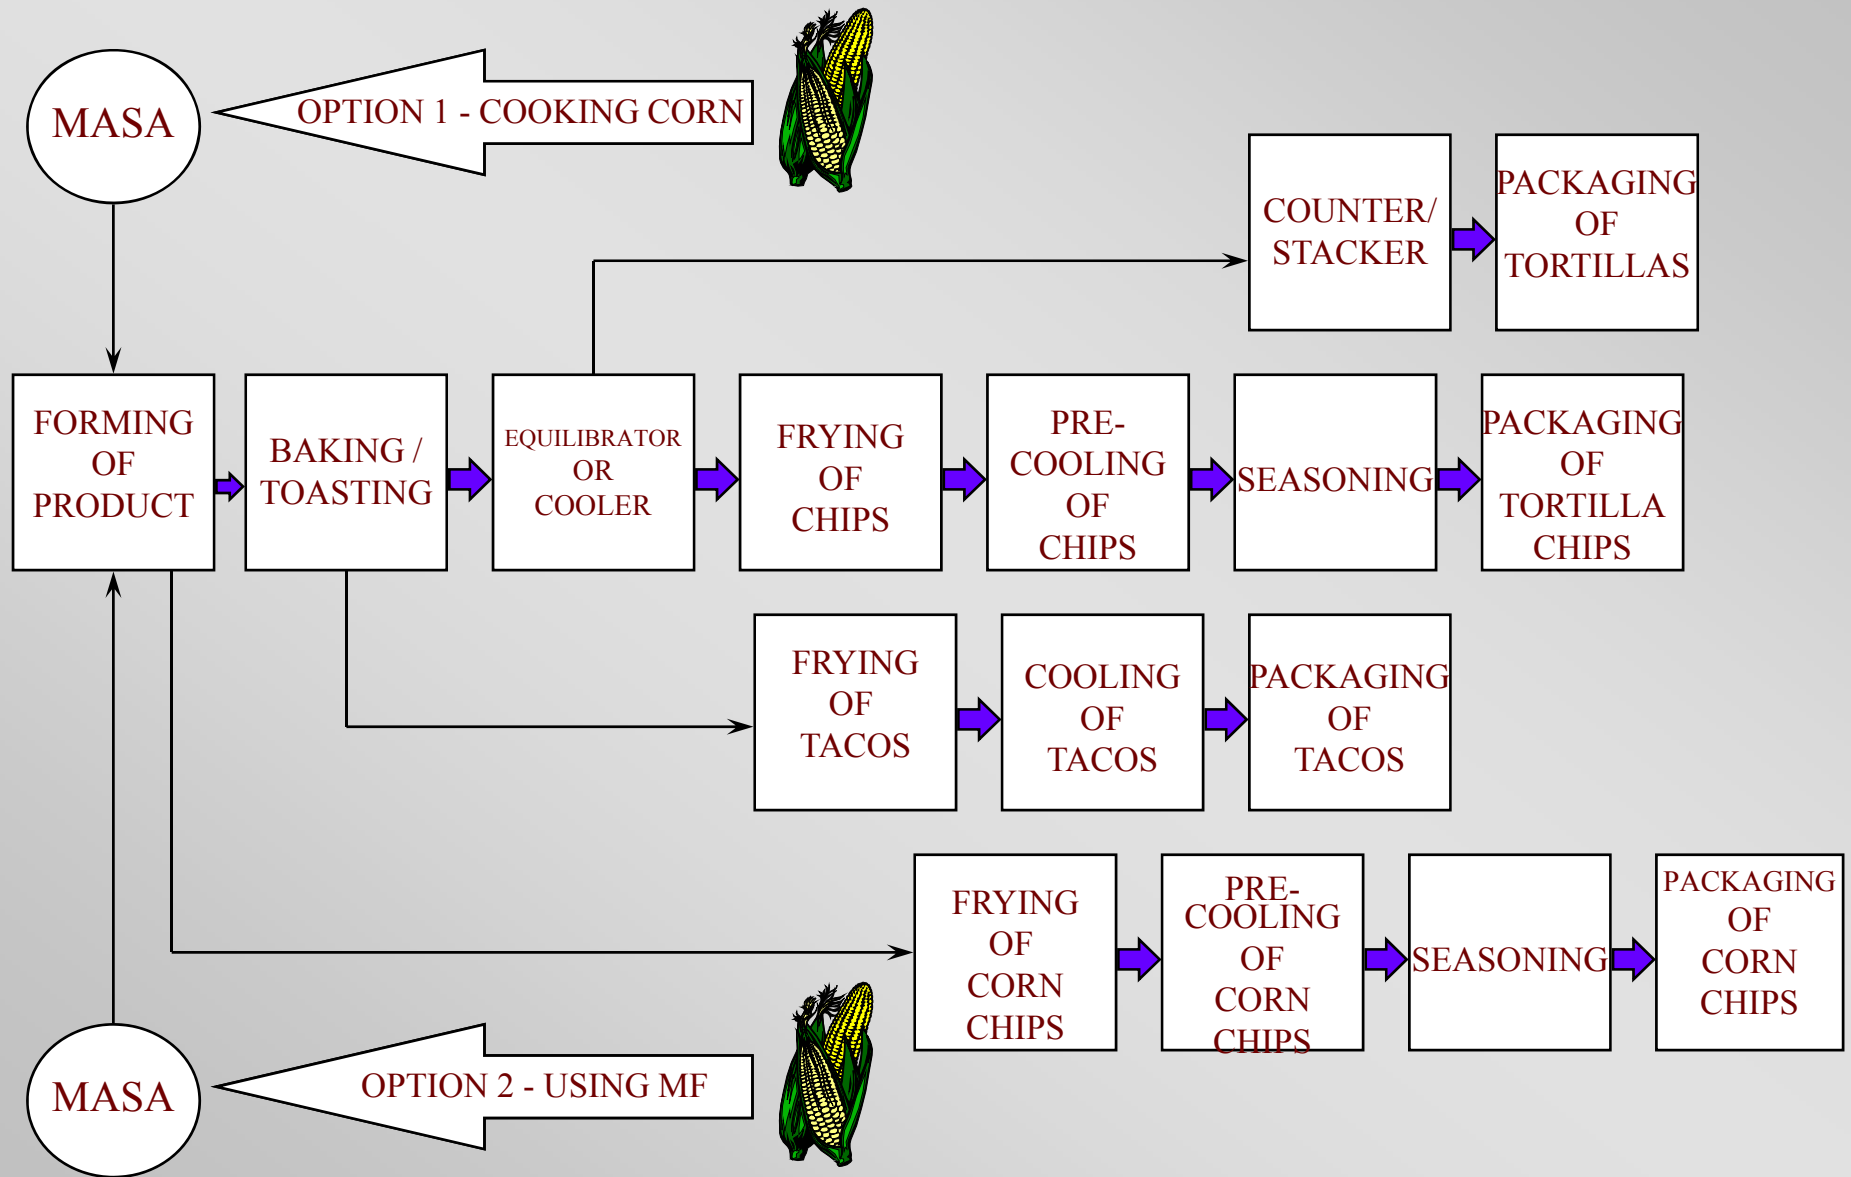 MASA
OPTION 1 - COOKING CORN
COUNTER/
STACKER
PACKAGING
OF
TORTILLAS
FORMING
OF
PRODUCT
BAKING /
TOASTING
EQUILIBRATOR
OR
COOLER
FRYING
OF
CHIPS
PRE-
COOLING
OF
CHIPS
SEASONING
PACKAGING
OF
TORTILLA
CHIPS
FRYING
OF
TACOS
COOLING
OF
TACOS
PACKAGING
OF
TACOS
FRYING
OF
CORN
CHIPS
PRE-
COOLING
OF
CORN
CHIPS
SEASONING
PACKAGING
OF
CORN
CHIPS
MASA
OPTION 2 - USING MF